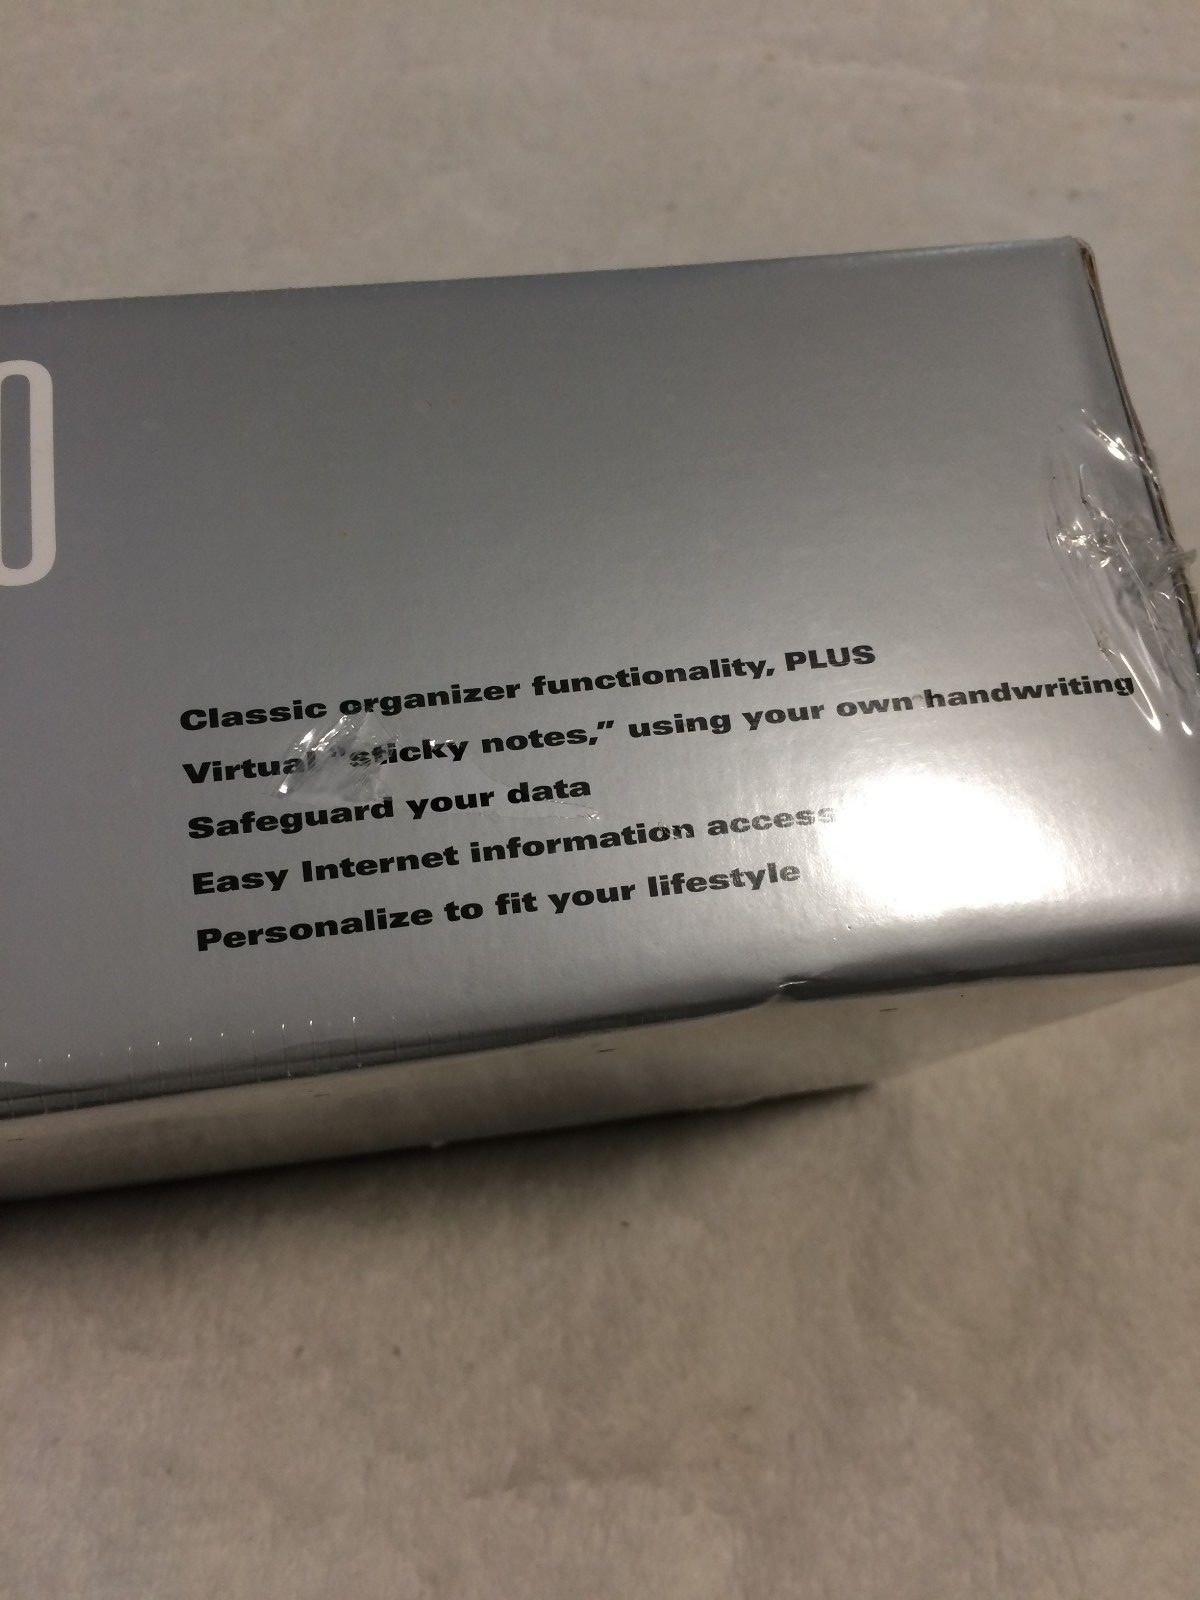 0
Classic organizer functionality, PLUS
Virtual "sticky notes," using your own handwriting
Safeguard your data
Easy Internet information access
Personalize to fit your lifestyle